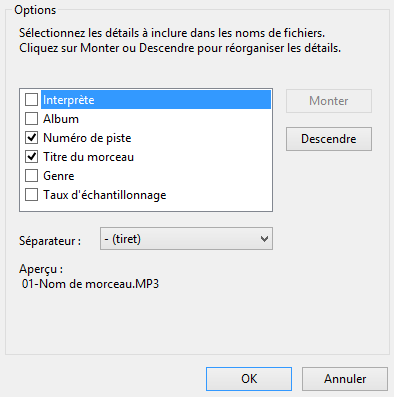 Options
Sélectionnez les détails à inclure dans les noms de fichiers.
Cliquez sur Monter ou Descendre pour réorganiser les détails.
Interprète
Monter
Album
Numéro de piste
Descendre
Titre du morceau
Genre
Taux d'échantillonnage
Séparateur : - (tiret)
Aperçu :
01-Nom de morceau.MP3
OK Annuler